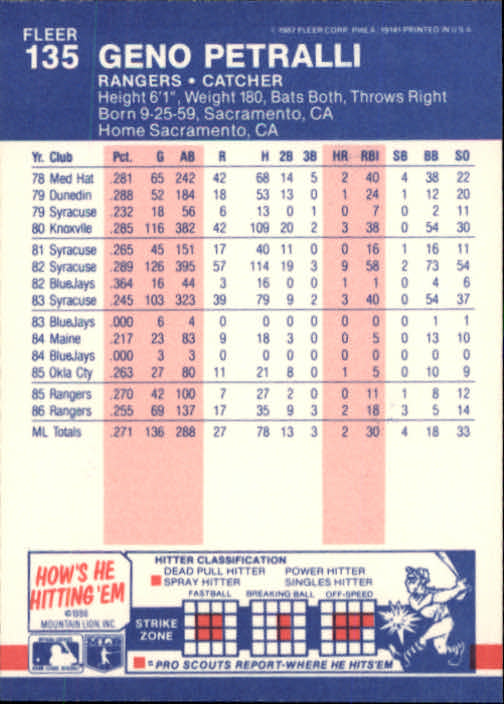 FLEER © 1987 FLEER CORP. PHILA. 19141 PRINTED IN U.S.A.
135 GENO PETRALLI
RANGERS • CATCHER
Height 6'1", Weight 180, Bats Both, Throws Right
Born 9-25-59, Sacramento, CA
Home Sacramento, CA
Yr. Club Pct. G AB R H 2B 3B HR RBI SB BB SO
78 Med Hat .281 65 242 42 68 14 5 2 40 4 38 22
79 Dunedin .288 52 184 18 53 13 0 1 24 1 12 20
79 Syracuse .232 18 56 6 13 0 1 0 7 0 2 11
80 Knoxvlle .285 116 382 42 109 20 2 3 38 0 54 30
81 Syracuse .265 45 151 17 40 11 0 0 16 1 16 11
82 Syracuse .289 126 395 57 114 19 3 9 58 2 73 54
82 BlueJays .364 16 44 3 16 0 0 1 1 0 4 6
83 Syracuse .245 103 323 39 79 9 2 3 40 0 54 37
83 BlueJays .000 6 4 0 0 0 0 0 0 0 1 1
84 Maine .217 23 83 9 18 3 0 0 5 0 13 10
84 BlueJays .000 3 3 0 0 0 0 0 0 0 0 0
85 Okla Cty .263 27 80 11 21 8 0 1 5 0 10 9
85 Rangers .270 42 100 7 27 2 0 0 11 1 8 12
86 Rangers .255 69 137 17 35 9 3 2 18 3 5 14
ML Totals .271 136 288 27 78 13 3 2 30 4 18 33
HOW'S HE
HITTING 'EM
©1986
MOUNTAIN LION, INC
HITTER CLASSIFICATION
DEAD PULL HITTER POWER HITTER
SPRAY HITTER SINGLES HITTER
FASTBALL BREAKING BALL OFF-SPEED
STRIKE
ZONE
= PRO SCOUTS REPORT-WHERE HE HITS'EM